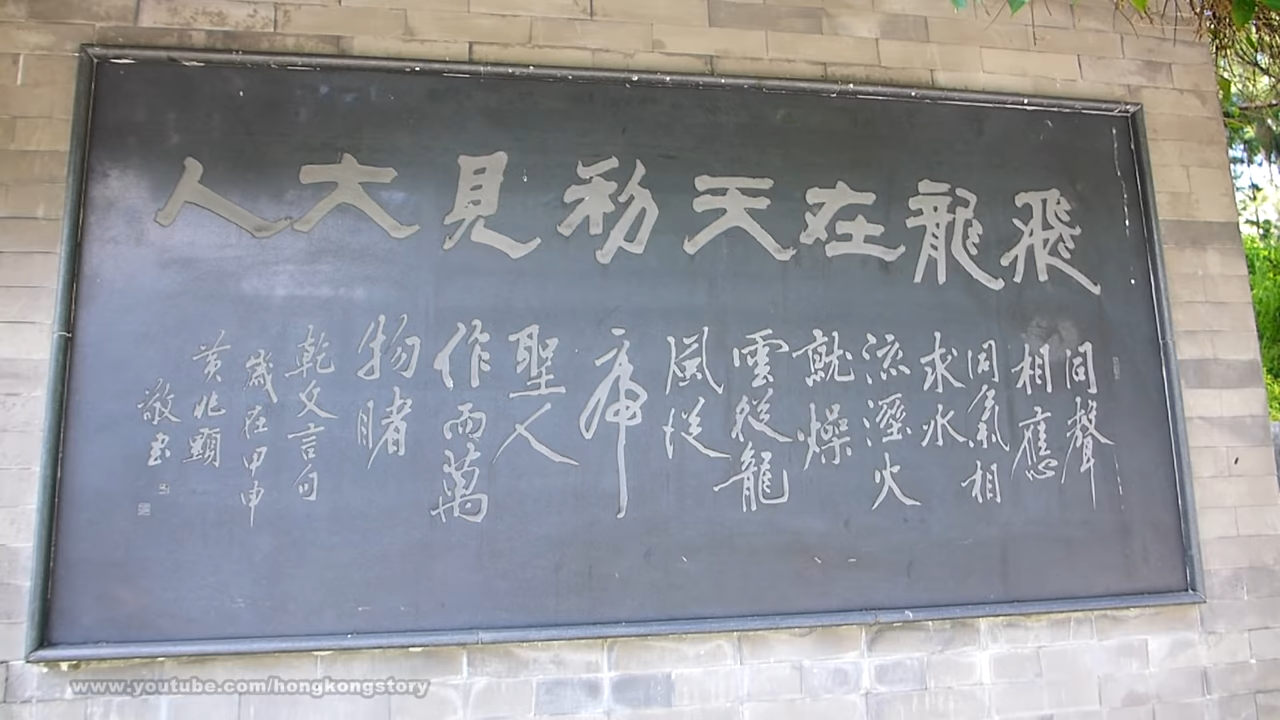 飛龍在天利見大人
同聲
相應
同氣相
求水
流溼火
就燥
雲從龍
風從
虎
聖人
作而萬
物睹
乾文言句
歲在甲申
黃兆顯
敬書
www.youtube.com/hongkongstory